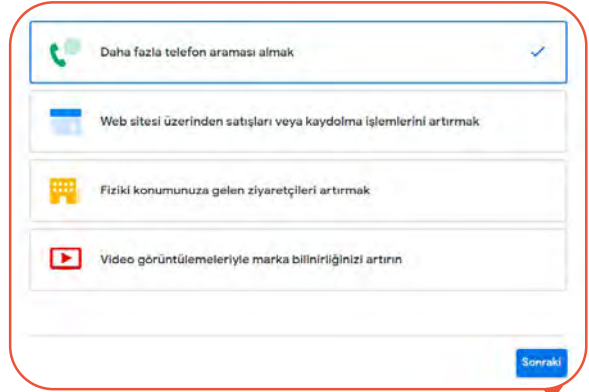 Daha fazla telefon araması almak
Web sitesi üzerinden satışları veya kaydolma işlemlerini artırmak
Fiziki konumunuza gelen ziyaretçileri artırmak
Video görüntülemeleriyle marka bilinirliğinizi artırın
Sonraki